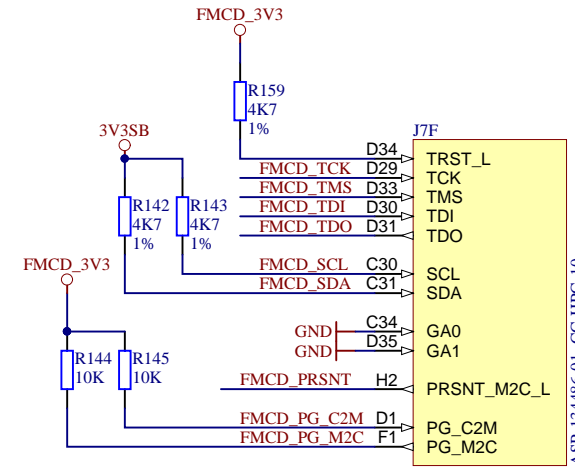 FMCD_3V3
R159
4K7
1%
3V3SB
J7F
D34 TRST_L
FMCD_TCK D29 TCK
FMCD_TMS D33 TMS
FMCD_TDI D30 TDI
FMCD_TDO D31 TDO
R142 R143
4K7 4K7
1% 1%
FMCD_3V3
FMCD_SCL C30 SCL
FMCD_SDA C31 SDA
GND C34 GA0
GND D35 GA1
R144 R145
10K 10K
FMCD_PRSNT H2 PRSNT_M2C_L
FMCD_PG_C2M D1 PG_C2M
FMCD_PG_M2C F1 PG_M2C